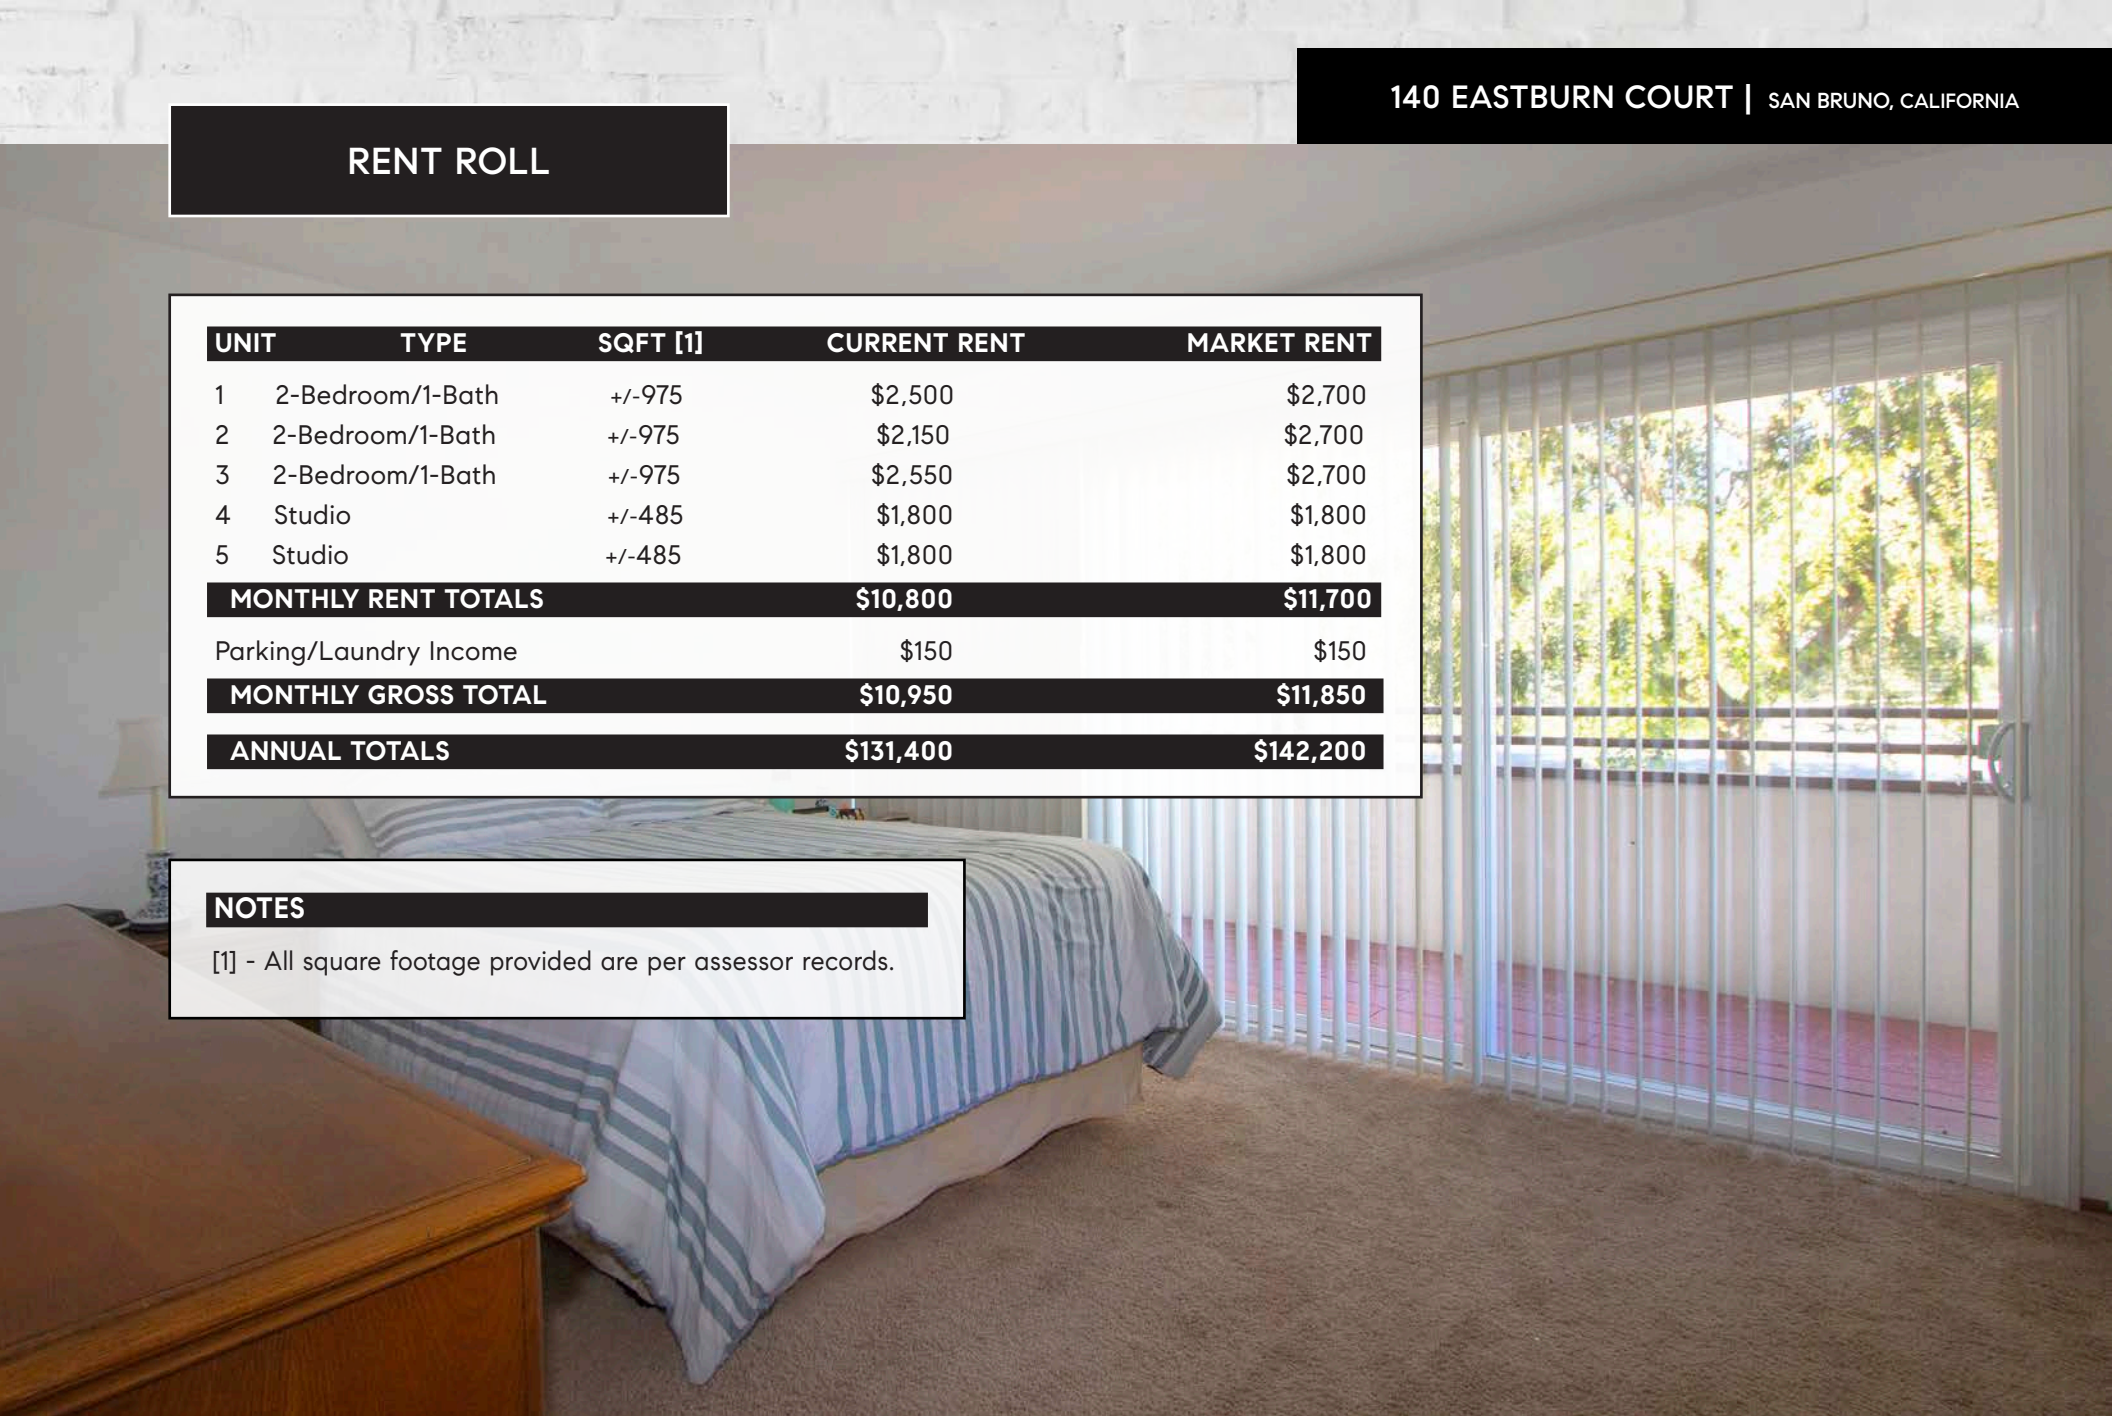 140 EASTBURN COURT | SAN BRUNO, CALIFORNIA
RENT ROLL
UNIT TYPE SQFT [1] CURRENT RENT MARKET RENT
1 2-Bedroom/1-Bath +/-975 $2,500 $2,700
2 2-Bedroom/1-Bath +/-975 $2,150 $2,700
3 2-Bedroom/1-Bath +/-975 $2,550 $2,700
4 Studio +/-485 $1,800 $1,800
5 Studio +/-485 $1,800 $1,800
MONTHLY RENT TOTALS $10,800 $11,700
Parking/Laundry Income $150 $150
MONTHLY GROSS TOTAL $10,950 $11,850
ANNUAL TOTALS $131,400 $142,200
NOTES
[1] - All square footage provided are per assessor records.